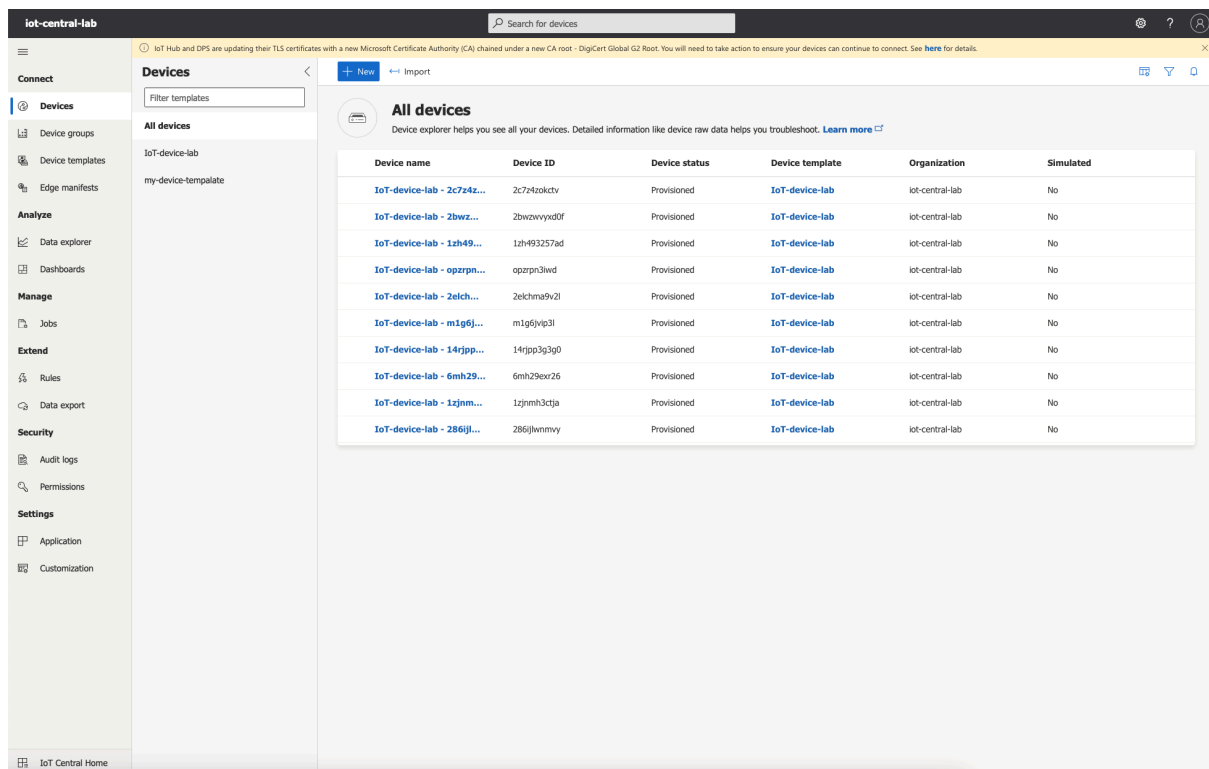 iot-central-lab
Search for devices
IoT Hub and DPS are updating their TLS certificates with a new Microsoft Certificate Authority (CA) chained under a new CA root - DigiCert Global G2 Root. You will need to take action to ensure your devices can continue to connect. See here for details.
Connect
Devices
Device groups
Device templates
Edge manifests
Analyze
Data explorer
Dashboards
Manage
Jobs
Extend
Rules
Data export
Security
Audit logs
Permissions
Settings
Application
Customization
IoT Central Home
Devices
Filter templates
All devices
IoT-device-lab
my-device-tempalate
New Import
All devices
Device explorer helps you see all your devices. Detailed information like device raw data helps you troubleshoot. Learn more
Device name Device ID Device status Device template Organization Simulated
IoT-device-lab - 2c7z4z... 2c7z4zokctv Provisioned IoT-device-lab iot-central-lab No
IoT-device-lab - 2bwz... 2bwzwvyxd0f Provisioned IoT-device-lab iot-central-lab No
IoT-device-lab - 1zh49... 1zh493257ad Provisioned IoT-device-lab iot-central-lab No
IoT-device-lab - opzrpn... opzrpn3iwd Provisioned IoT-device-lab iot-central-lab No
IoT-device-lab - 2elch... 2elchma9v2l Provisioned IoT-device-lab iot-central-lab No
IoT-device-lab - m1g6j... m1g6jvip3l Provisioned IoT-device-lab iot-central-lab No
IoT-device-lab - 14rjpp... 14rjpp3g3g0 Provisioned IoT-device-lab iot-central-lab No
IoT-device-lab - 6mh29... 6mh29exr26 Provisioned IoT-device-lab iot-central-lab No
IoT-device-lab - 1zjnm... 1zjnmh3ctja Provisioned IoT-device-lab iot-central-lab No
IoT-device-lab - 286ijl... 286ijlwnmvy Provisioned IoT-device-lab iot-central-lab No